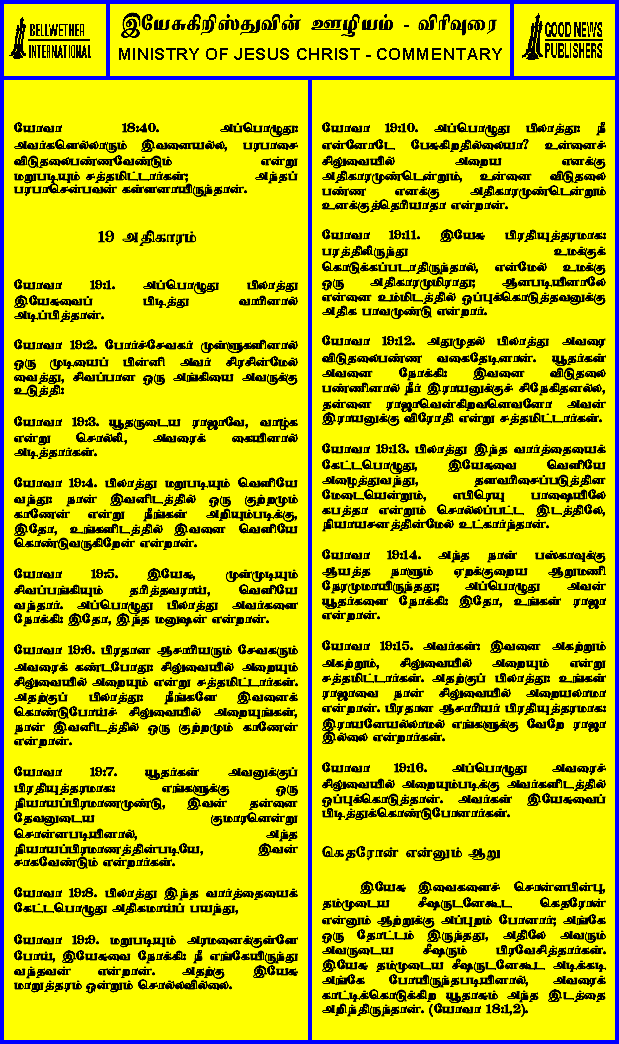 BELLWETHER
INTERNATIONAL
இயேசுகிறிஸ்துவின் ஊழியம் - விரிவுரை
MINISTRY OF JESUS CHRIST - COMMENTARY
GOOD NEWS
PUBLISHERS
யோவா 18:40. அப்பொழுது:
அவர்களெல்லாரும் இவனையல்ல, பரபாசை
விடுதலைபண்ணவேண்டும் என்று
மறுபடியும் சத்தமிட்டார்கள்; அந்தப்
பரபாசென்பவன் கள்ளனாயிருந்தான்.
19 அதிகாரம்
யோவா 19:1. அப்பொழுது பிலாத்து
இயேசுவைப் பிடித்து வாரினால்
அடிப்பித்தான்.
யோவா 19:2. போர்ச்சேவகர் முள்ளுகளினால்
ஒரு முடியைப் பின்னி அவர் சிரசின்மேல்
வைத்து, சிவப்பான ஒரு அங்கியை அவருக்கு
உடுத்தி:
யோவா 19:3. யூதருடைய ராஜாவே, வாழ்க
என்று சொல்லி, அவரைக் கையினால்
அடித்தார்கள்.
யோவா 19:4. பிலாத்து மறுபடியும் வெளியே
வந்து: நான் இவனிடத்தில் ஒரு குற்றமும்
காணேன் என்று நீங்கள் அறியும்படிக்கு,
இதோ, உங்களிடத்தில் இவனை வெளியே
கொண்டுவருகிறேன் என்றான்.
யோவா 19:5. இயேசு, முள்முடியும்
சிவப்பங்கியும் தரித்தவராய், வெளியே
வந்தார். அப்பொழுது பிலாத்து அவர்களை
நோக்கி: இதோ, இந்த மனுஷன் என்றான்.
யோவா 19:6. பிரதான ஆசாரியரும் சேவகரும்
அவரைக் கண்டபோது: சிலுவையில் அறையும்
சிலுவையில் அறையும் என்று சத்தமிட்டார்கள்.
அதற்குப் பிலாத்து: நீங்களே இவனைக்
கொண்டுபோய்ச் சிலுவையில் அறையுங்கள்,
நான் இவனிடத்தில் ஒரு குற்றமும் காணேன்
என்றான்.
யோவா 19:7. யூதர்கள் அவனுக்குப்
பிரதியுத்தரமாக: எங்களுக்கு ஒரு
நியாயப்பிரமாணமுண்டு, இவன் தன்னை
தேவனுடைய குமாரனென்று
சொன்னபடியினால், அந்த
நியாயப்பிரமாணத்தின்படியே, இவன்
சாகவேண்டும் என்றார்கள்.
யோவா 19:8. பிலாத்து இந்த வார்த்தையைக்
கேட்டபொழுது அதிகமாய்ப் பயந்து,
யோவா 19:9. மறுபடியும் அரமனைக்குள்ளே
போய், இயேசுவை நோக்கி: நீ எங்கேயிருந்து
வந்தவன் என்றான். அதற்கு இயேசு
மாறுத்தரம் ஒன்றும் சொல்லவில்லை.
யோவா 19:10. அப்பொழுது பிலாத்து: நீ
என்னோடே பேசுகிறதில்லையா? உன்னைச்
சிலுவையில் அறைய எனக்கு
அதிகாரமுண்டென்றும், உன்னை விடுதலை
பண்ண எனக்கு அதிகாரமுண்டென்றும்
உனக்குத்தெரியாதா என்றான்.
யோவா 19:11. இயேசு பிரதியுத்தரமாக:
பரத்திலிருந்து உமக்குக்
கொடுக்கப்படாதிருந்தால், என்மேல் உமக்கு
ஒரு அதிகாரமுமிராது; ஆனபடியினாலே
என்னை உம்மிடத்தில் ஒப்புக்கொடுத்தவனுக்கு
அதிக பாவமுண்டு என்றார்.
யோவா 19:12. அதுமுதல் பிலாத்து அவரை
விடுதலைபண்ண வகைதேடினான். யூதர்கள்
அவனை நோக்கி: இவனை விடுதலை
பண்ணினால் நீர் இராயனுக்குச் சிநேகிதனல்ல,
தன்னை ராஜாவென்கிறவனெவனோ அவன்
இராயனுக்கு விரோதி என்று சத்தமிட்டார்கள்.
யோவா 19:13. பிலாத்து இந்த வார்த்தையைக்
கேட்டபொழுது, இயேசுவை வெளியே
அழைத்துவந்து, தளவரிசைப்படுத்தின
மேடையென்றும், எபிரெயு பாஷையிலே
கபத்தா என்றும் சொல்லப்பட்ட இடத்திலே,
நியாயாசனத்தின்மேல் உட்கார்ந்தான்.
யோவா 19:14. அந்த நாள் பஸ்காவுக்கு
ஆயத்த நாளும் ஏறக்குறைய ஆறுமணி
நேரமுமாயிருந்தது; அப்பொழுது அவன்
யூதர்களை நோக்கி: இதோ, உங்கள் ராஜா
என்றான்.
யோவா 19:15. அவர்கள்: இவனை அகற்றும்
அகற்றும், சிலுவையில் அறையும் என்று
சத்தமிட்டார்கள். அதற்குப் பிலாத்து: உங்கள்
ராஜாவை நான் சிலுவையில் அறையலாமா
என்றான். பிரதான ஆசாரியர் பிரதியுத்தரமாக:
இராயனேயல்லாமல் எங்களுக்கு வேறே ராஜா
இல்லை என்றார்கள்.
யோவா 19:16. அப்பொழுது அவரைச்
சிலுவையில் அறையும்படிக்கு அவர்களிடத்தில்
ஒப்புக்கொடுத்தான். அவர்கள் இயேசுவைப்
பிடித்துக்கொண்டுபோனார்கள்.
கெதரோன் என்னும் ஆறு
இயேசு இவைகளைச் சொன்னபின்பு,
தம்முடைய சீஷருடனேகூட கெதரோன்
என்னும் ஆற்றுக்கு அப்புறம் போனார்; அங்கே
ஒரு தோட்டம் இருந்தது, அதிலே அவரும்
அவருடைய சீஷரும் பிரவேசித்தார்கள்.
இயேசு தம்முடைய சீஷருடனேகூட அடிக்கடி
அங்கே போயிருந்தபடியினால், அவரைக்
காட்டிக்கொடுக்கிற யூதாசும் அந்த இடத்தை
அறிந்திருந்தான். (யோவா 18:1,2).